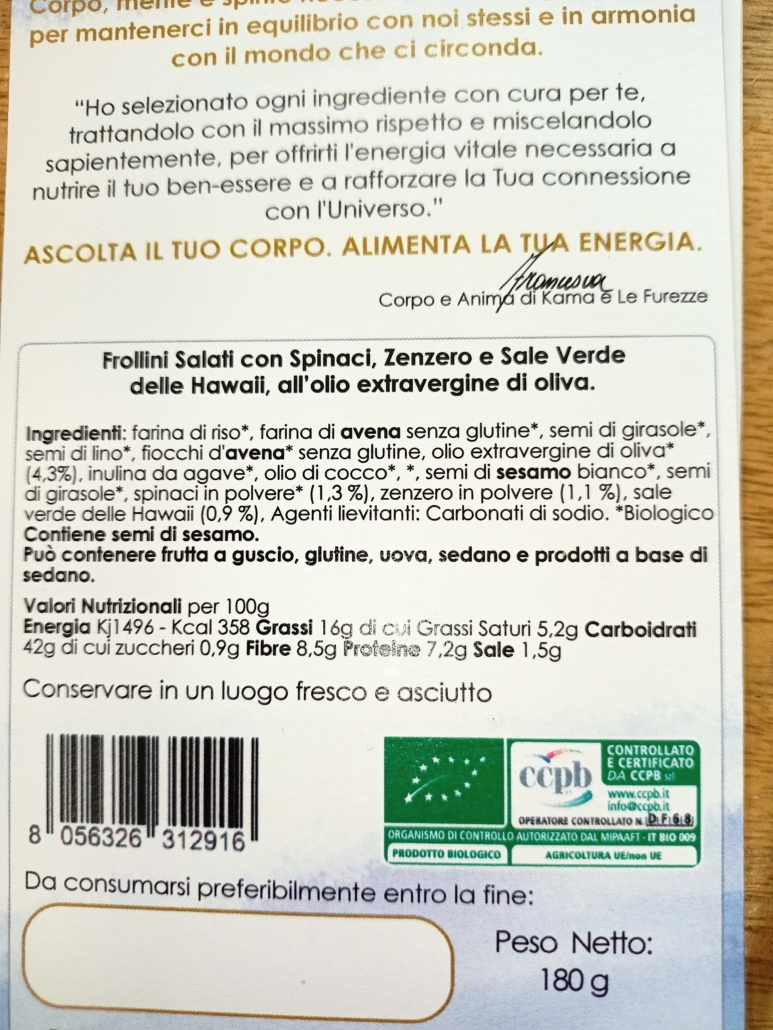 Corpo, mente e
per mantenerci in equilibrio con noi stessi e in armonia
con il mondo che ci circonda.
"Ho selezionato ogni ingrediente con cura per te,
trattandolo con il massimo rispetto e miscelandolo
sapientemente, per offrirti l'energia vitale necessaria a
nutrire il tuo ben-essere e a rafforzare la Tua connessione
con l'Universo."
ASCOLTA IL TUO CORPO. ALIMENTA LA TUA ENERGIA.
Francesca
Corpo e Anima di Kama e Le Furezze
Frollini Salati con Spinaci, Zenzero e Sale Verde
delle Hawaii, all'olio extravergine di oliva.
Ingredienti: farina di riso*, farina di avena senza glutine*, semi di girasole*,
semi di lino*, fiocchi d'avena* senza glutine, olio extravergine di oliva*
(4,3%), inulina da agave*, olio di cocco*, *, semi di sesamo bianco*, semi
di girasole*, spinaci in polvere* (1,3 %), zenzero in polvere (1,1 %), sale
verde delle Hawaii (0,9 %), Agenti lievitanti: Carbonati di sodio. *Biologico
Contiene semi di sesamo.
Può contenere frutta a guscio, glutine, uova, sedano e prodotti a base di
sedano.
Valori Nutrizionali per 100g
Energia Kj1496 - Kcal 358 Grassi 16g di cui Grassi Saturi 5,2g Carboidrati
42g di cui zuccheri 0,9g Fibre 8,5g Proteine 7,2g Sale 1,5g
Conservare in un luogo fresco e asciutto
8 056326 312916
ccpb
CONTROLLATO
E CERTIFICATO
DA CCPB srl
www.ccpb.it
info@ccpb.it
OPERATORE CONTROLLATO N. D F 6 8
ORGANISMO DI CONTROLLO AUTORIZZATO DAL MIPAAFT - IT BIO 009
PRODOTTO BIOLOGICO
AGRICOLTURA UE/non UE
Da consumarsi preferibilmente entro la fine:
Peso Netto:
180 g